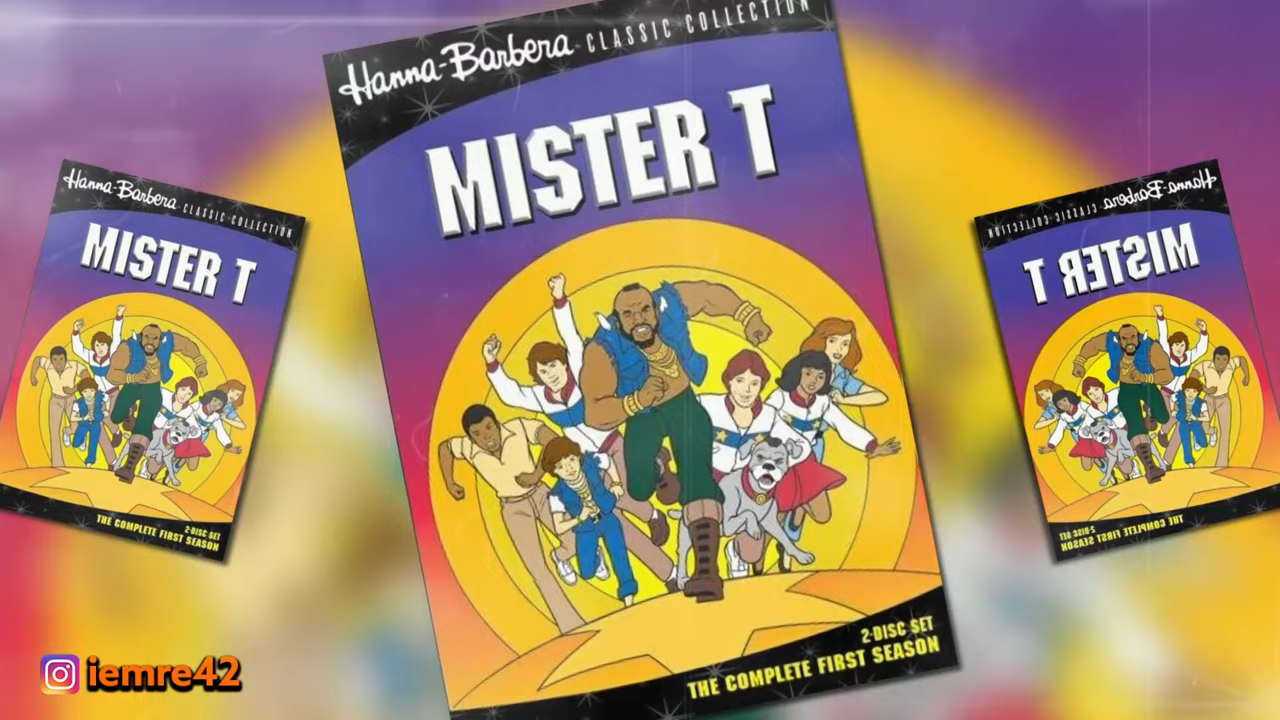 Hanna-Barbera CLASSIC COLLECTION
MISTER T
2-DISC SET
THE COMPLETE FIRST SEASON
Hanna-Barbera CLASSIC COLLECTION
MISTER T
2-DISC SET
THE COMPLETE FIRST SEASON
Hanna-Barbera CLASSIC COLLECTION
MISTER T
2-DISC SET
THE COMPLETE FIRST SEASON
iemre42